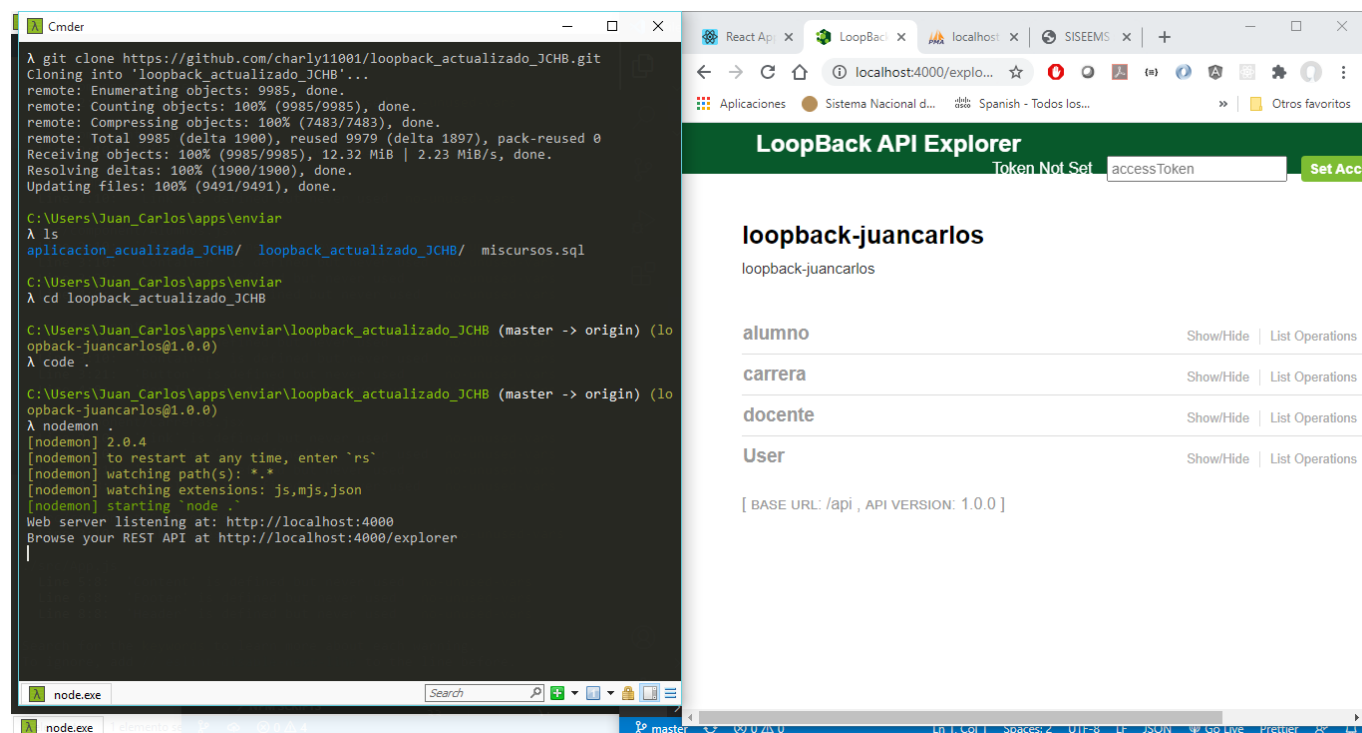 Cmder
λ git clone https://github.com/charly11001/loopback_actualizado_JCHB.git
Cloning into 'loopback_actualizado_JCHB'...
remote: Enumerating objects: 9985, done.
remote: Counting objects: 100% (9985/9985), done.
remote: Compressing objects: 100% (7483/7483), done.
remote: Total 9985 (delta 1900), reused 9979 (delta 1897), pack-reused 0
Receiving objects: 100% (9985/9985), 12.32 MiB | 2.23 MiB/s, done.
Resolving deltas: 100% (1900/1900), done.
Updating files: 100% (9491/9491), done.
C:\Users\Juan_Carlos\apps\enviar
λ ls
aplicacion_acualizada_JCHB/ loopback_actualizado_JCHB/ miscursos.sql
C:\Users\Juan_Carlos\apps\enviar
λ cd loopback_actualizado_JCHB
C:\Users\Juan_Carlos\apps\enviar\loopback_actualizado_JCHB (master -> origin) (lo
opback-juancarlos@1.0.0)
λ code .
C:\Users\Juan_Carlos\apps\enviar\loopback_actualizado_JCHB (master -> origin) (lo
opback-juancarlos@1.0.0)
λ nodemon .
[nodemon] 2.0.4
[nodemon] to restart at any time, enter `rs`
[nodemon] watching path(s): *.*
[nodemon] watching extensions: js,mjs,json
[nodemon] starting `node .`
Web server listening at: http://localhost:4000
Browse your REST API at http://localhost:4000/explorer
node.exe
Search
node.exe
React Ap
LoopBac
localhost
SISEEMS
localhost:4000/explo...
Aplicaciones
Sistema Nacional d...
Spanish - Todos los...
»
Otros favoritos
LoopBack API Explorer
Token Not Set
accessToken
Set Acc
loopback-juancarlos
loopback-juancarlos
alumno Show/Hide List Operations
carrera Show/Hide List Operations
docente Show/Hide List Operations
User Show/Hide List Operations
[ BASE URL: /api , API VERSION: 1.0.0 ]
master
Ln 1, Col 1 Spaces: 2 UTF-8 LF JSON Go Live Prettier